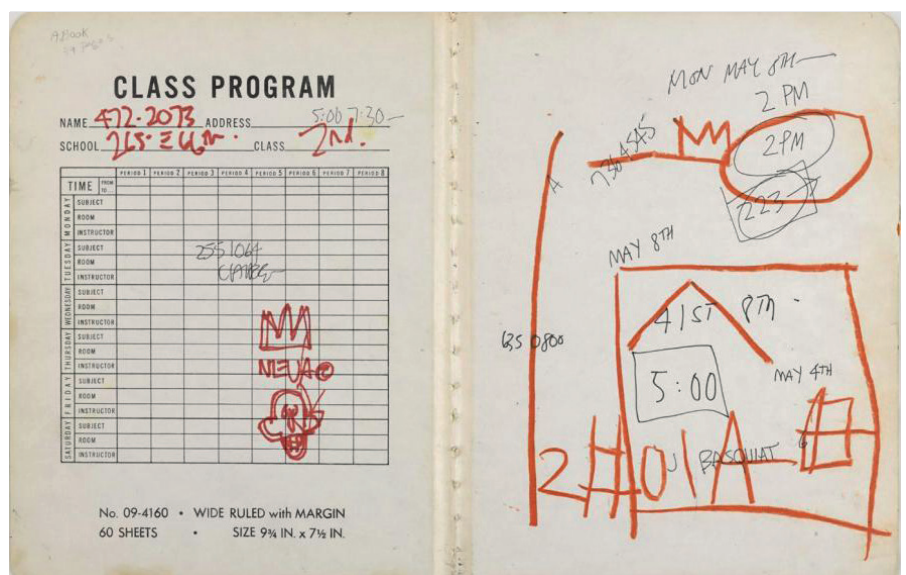 A Book
CLASS PROGRAM
NAME 472-2073 ADDRESS 5:00 7:30-
SCHOOL CLASS 2nd.
PERIOD 1 PERIOD 2 PERIOD 3 PERIOD 4 PERIOD 5 PERIOD 6 PERIOD 7 PERIOD 8
TIME FROM
TO
MONDAY
SUBJECT
ROOM
INSTRUCTOR
TUESDAY
SUBJECT
ROOM
INSTRUCTOR
255 1064
WEDNESDAY
SUBJECT
ROOM
INSTRUCTOR
THURSDAY
SUBJECT
ROOM
INSTRUCTOR
FRIDAY
SUBJECT
ROOM
INSTRUCTOR
SATURDAY
SUBJECT
ROOM
INSTRUCTOR
No. 09-4160 • WIDE RULED with MARGIN
60 SHEETS • SIZE 9¾ IN. x 7½ IN.
MON MAY 8TH
2 PM
2PM
A
223
MAY 8TH
41ST 8TH
5:00
MAY 4TH
J BASQUIAT